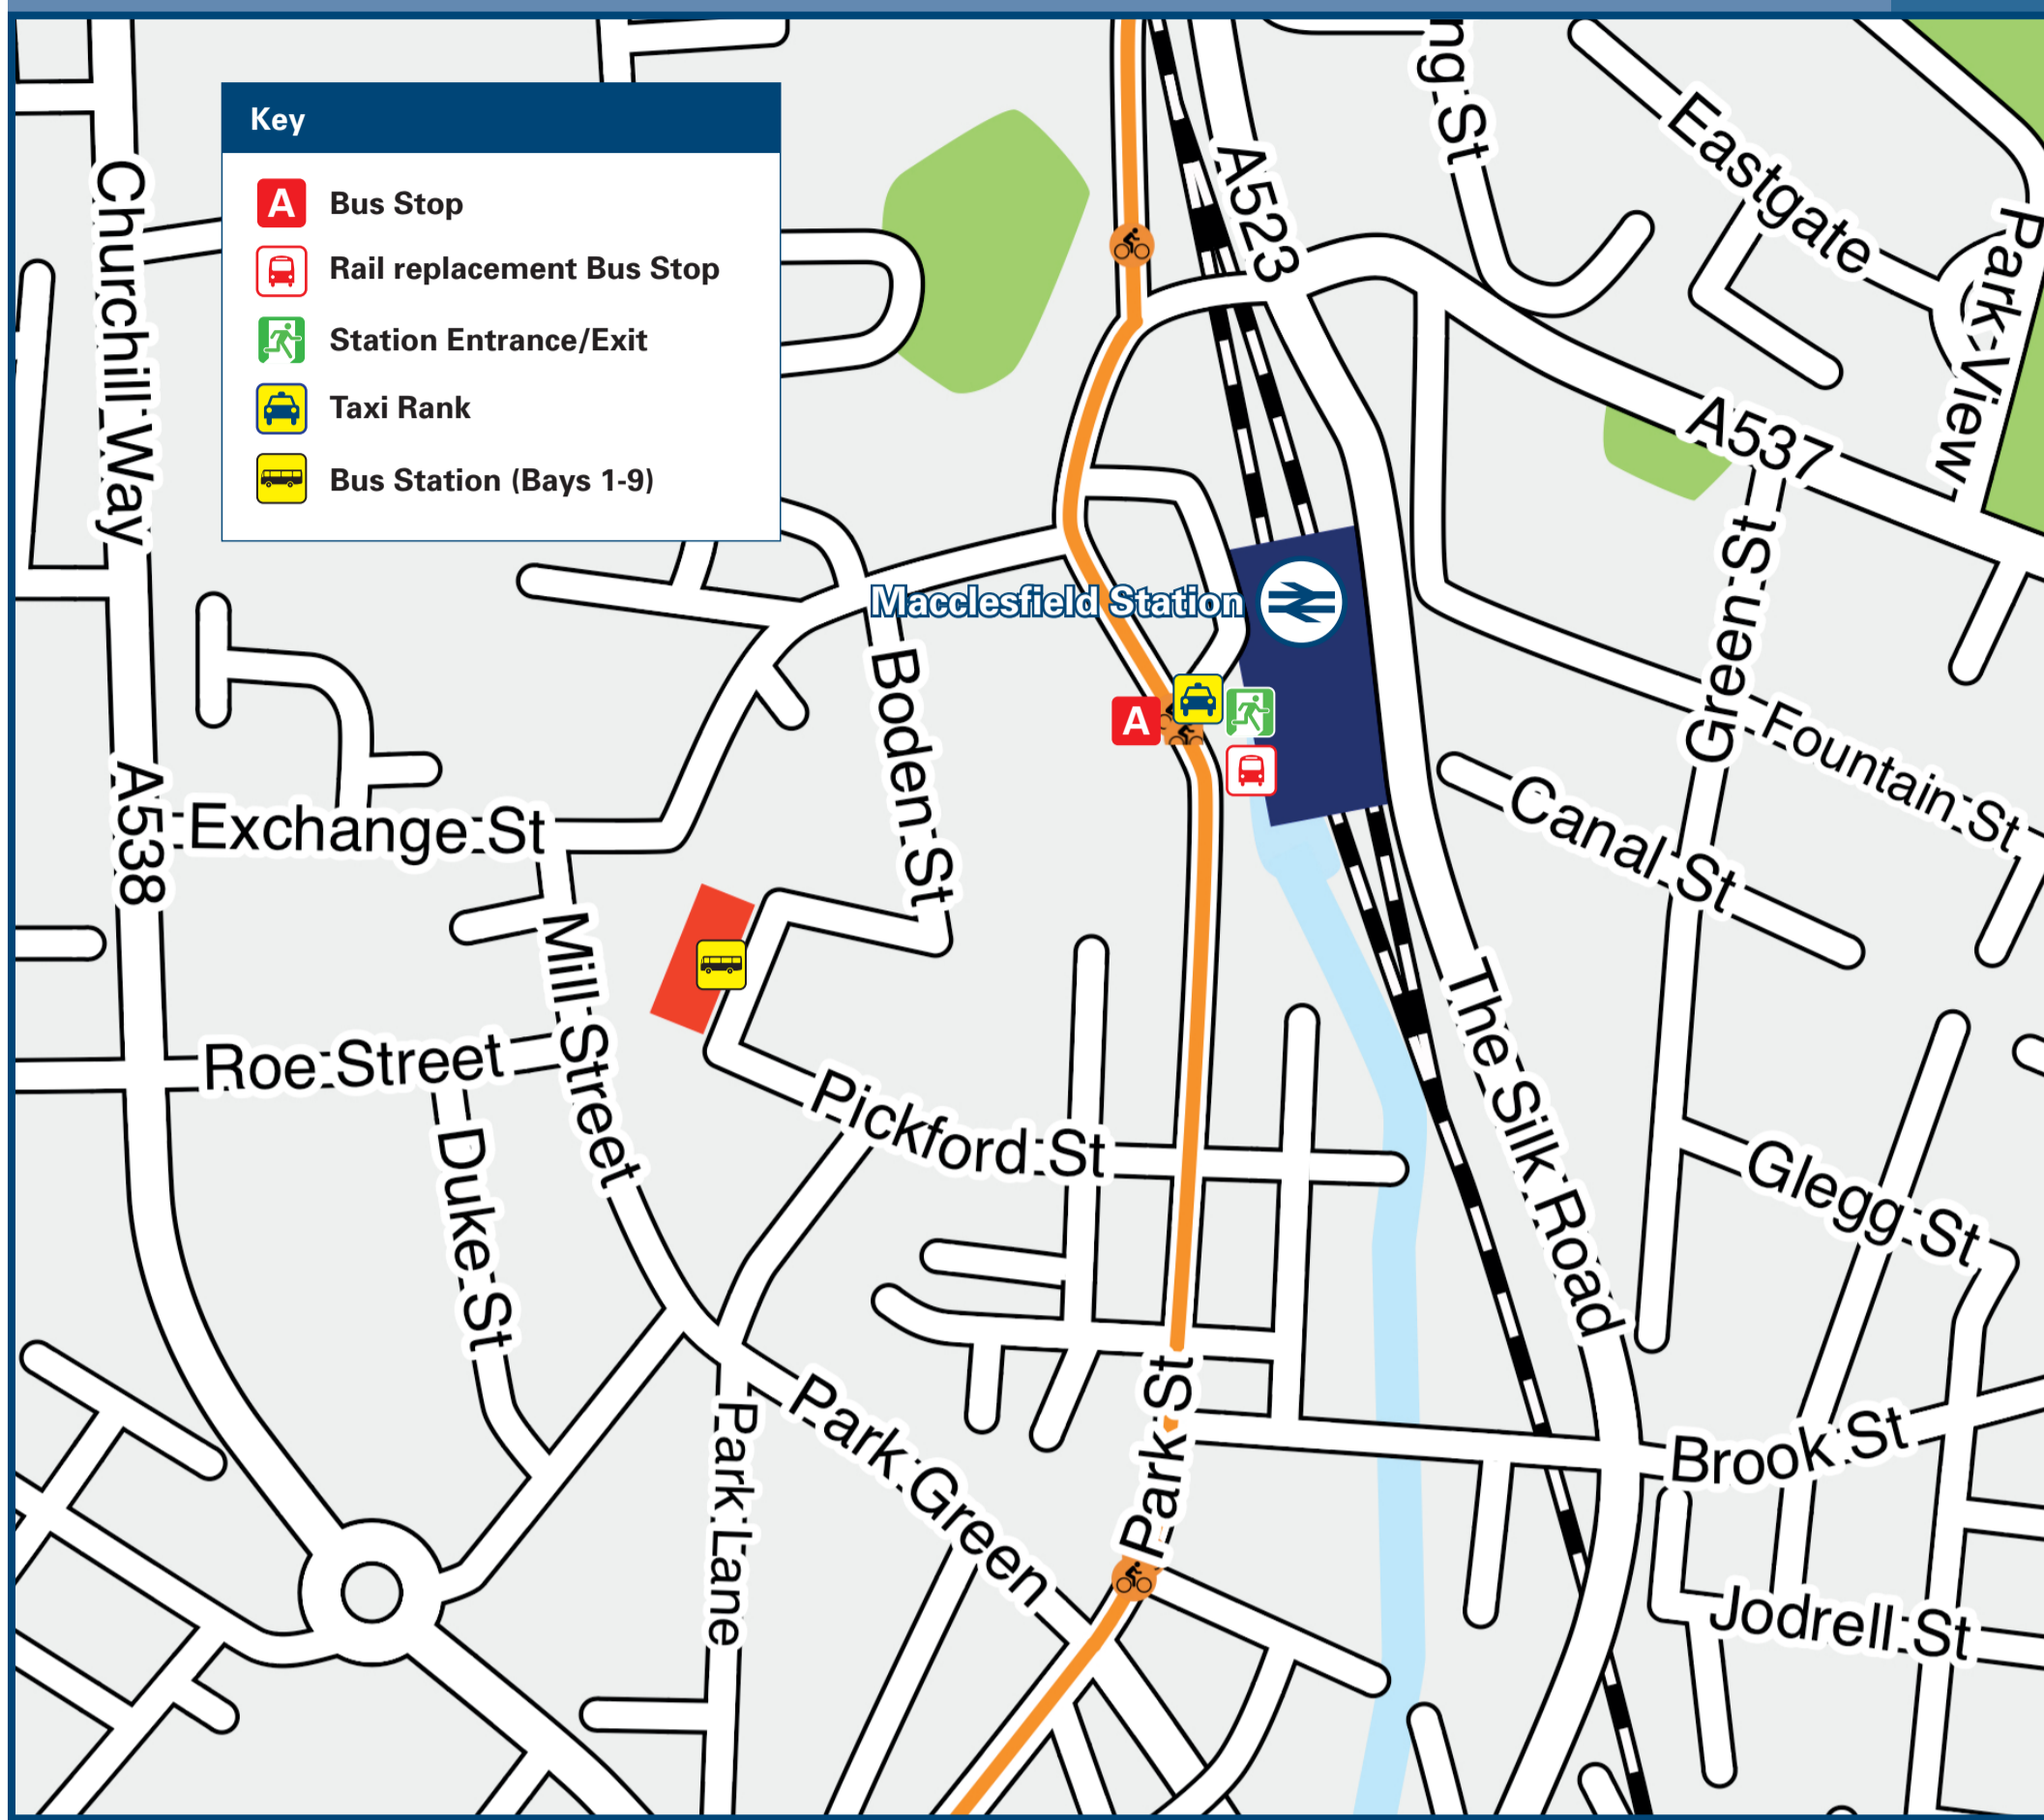 Key
A
Bus Stop
Rail replacement Bus Stop
Station Entrance/Exit
Taxi Rank
Bus Station (Bays 1-9)
Churchill Way
A523
ng St
Eastgate
Park View
A537
Green St
Macclesfield Station
Boden St
A
Fountain St
Canal St
A538
Exchange St
Mill Street
Roe Street
Duke St
Pickford St
The Silk Road
Glegg St
Park St
Park Green
Park Lane
Brook St
Jodrell St